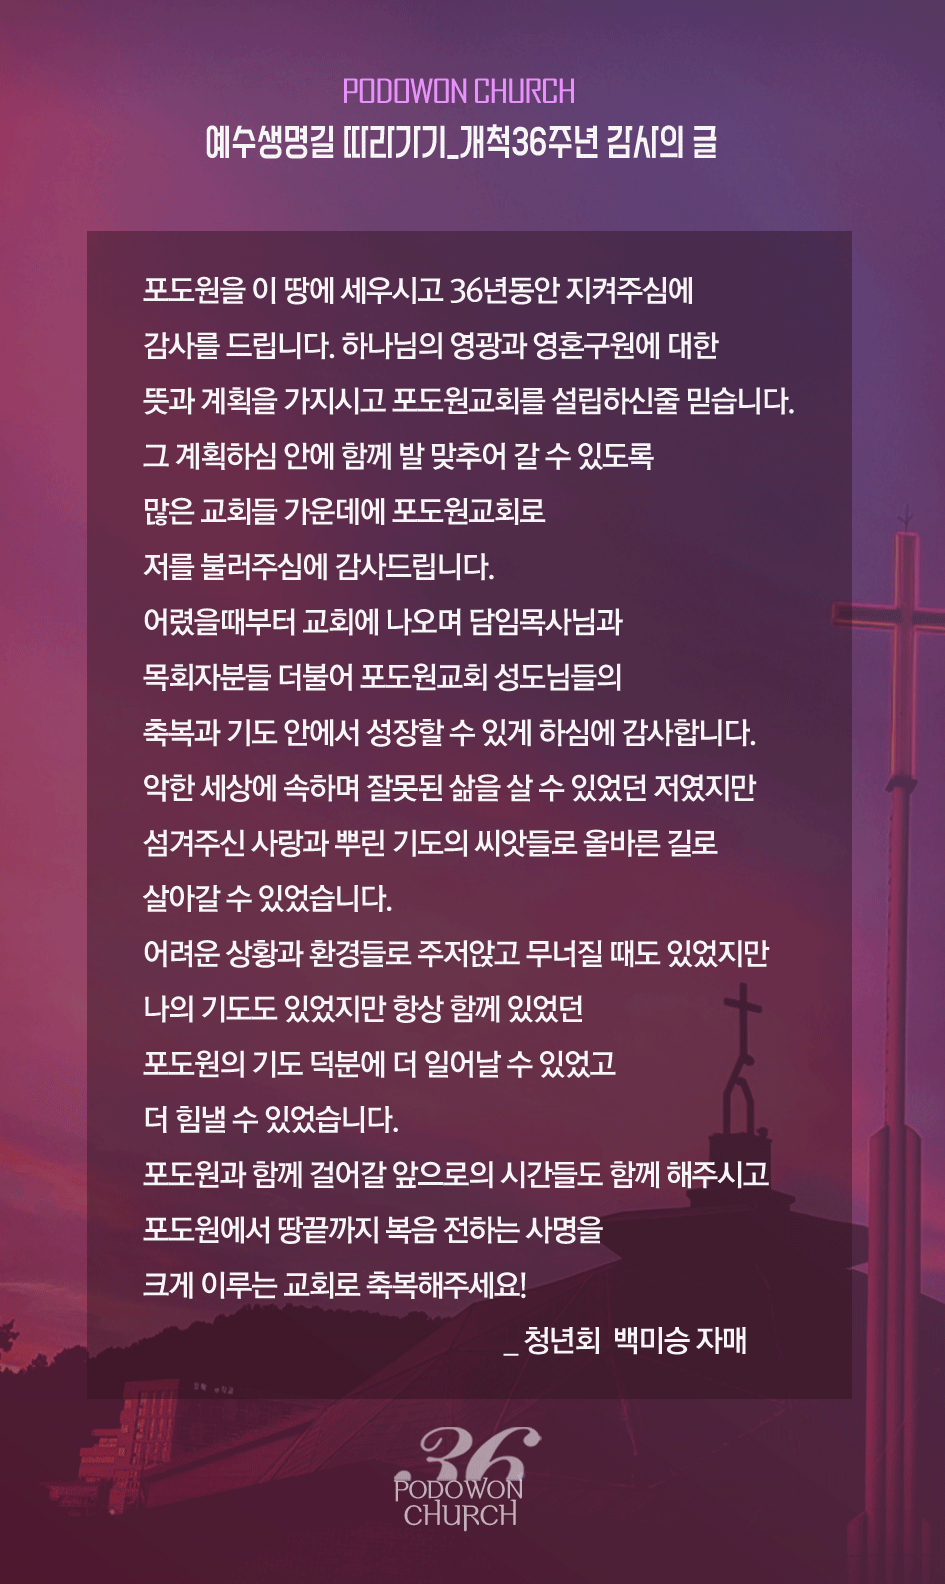 PODOWON CHURCH
예수생명길 따라가기_개척36주년 감사의 글
포도원을 이 땅에 세우시고 36년동안 지켜주심에
감사를 드립니다. 하나님의 영광과 영혼구원에 대한
뜻과 계획을 가지시고 포도원교회를 설립하신줄 믿습니다.
그 계획하심 안에 함께 발 맞추어 갈 수 있도록
많은 교회들 가운데에 포도원교회로
저를 불러주심에 감사드립니다.
어렸을때부터 교회에 나오며 담임목사님과
목회자분들 더불어 포도원교회 성도님들의
축복과 기도 안에서 성장할 수 있게 하심에 감사합니다.
악한 세상에 속하며 잘못된 삶을 살 수 있었던 저였지만
섬겨주신 사랑과 뿌린 기도의 씨앗들로 올바른 길로
살아갈 수 있었습니다.
어려운 상황과 환경들로 주저앉고 무너질 때도 있었지만
나의 기도도 있었지만 항상 함께 있었던
포도원의 기도 덕분에 더 일어날 수 있었고
더 힘낼 수 있었습니다.
포도원과 함께 걸어갈 앞으로의 시간들도 함께 해주시고
포도원에서 땅끝까지 복음 전하는 사명을
크게 이루는 교회로 축복해주세요!
_ 청년회 백미승 자매
36
PODOWON
CHURCH